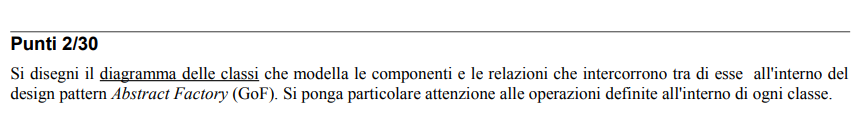 Punti 2/30
Si disegni il diagramma delle classi che modella le componenti e le relazioni che intercorrono tra di esse all'interno del
design pattern Abstract Factory (GoF). Si ponga particolare attenzione alle operazioni definite all'interno di ogni classe.